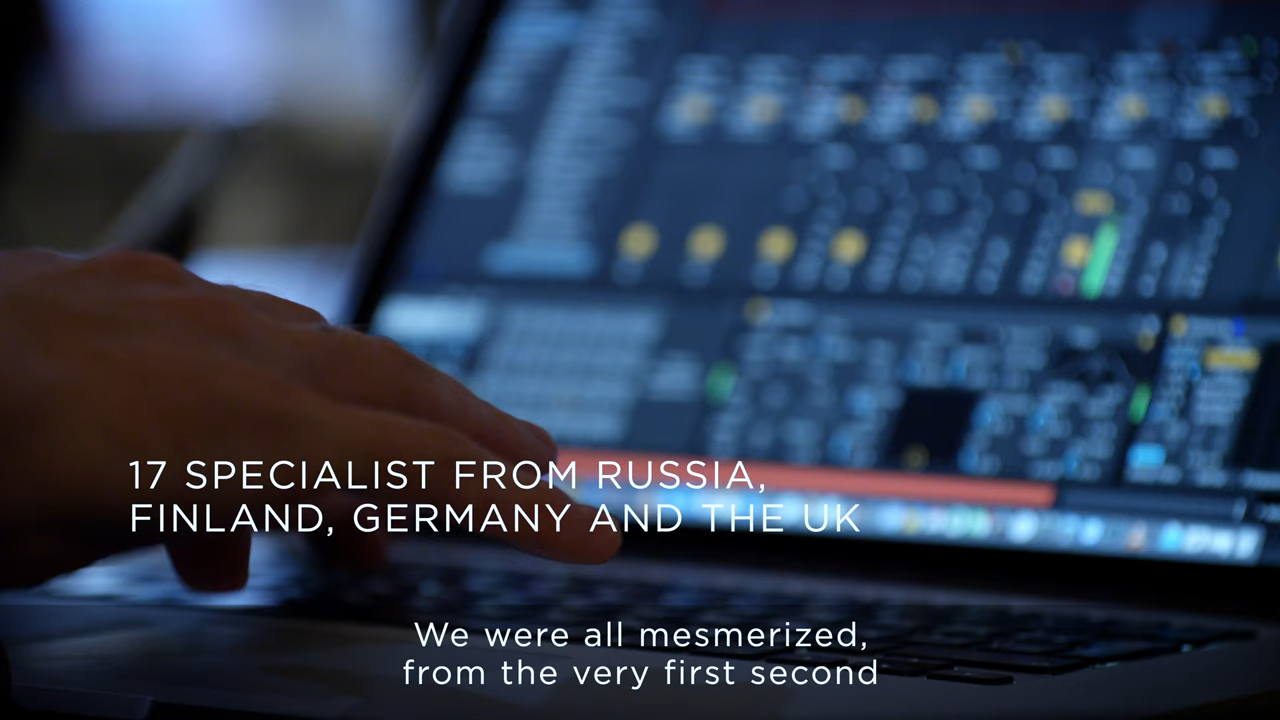 17 SPECIALIST FROM RUSSIA,
FINLAND, GERMANY AND THE UK
We were all mesmerized,
from the very first second